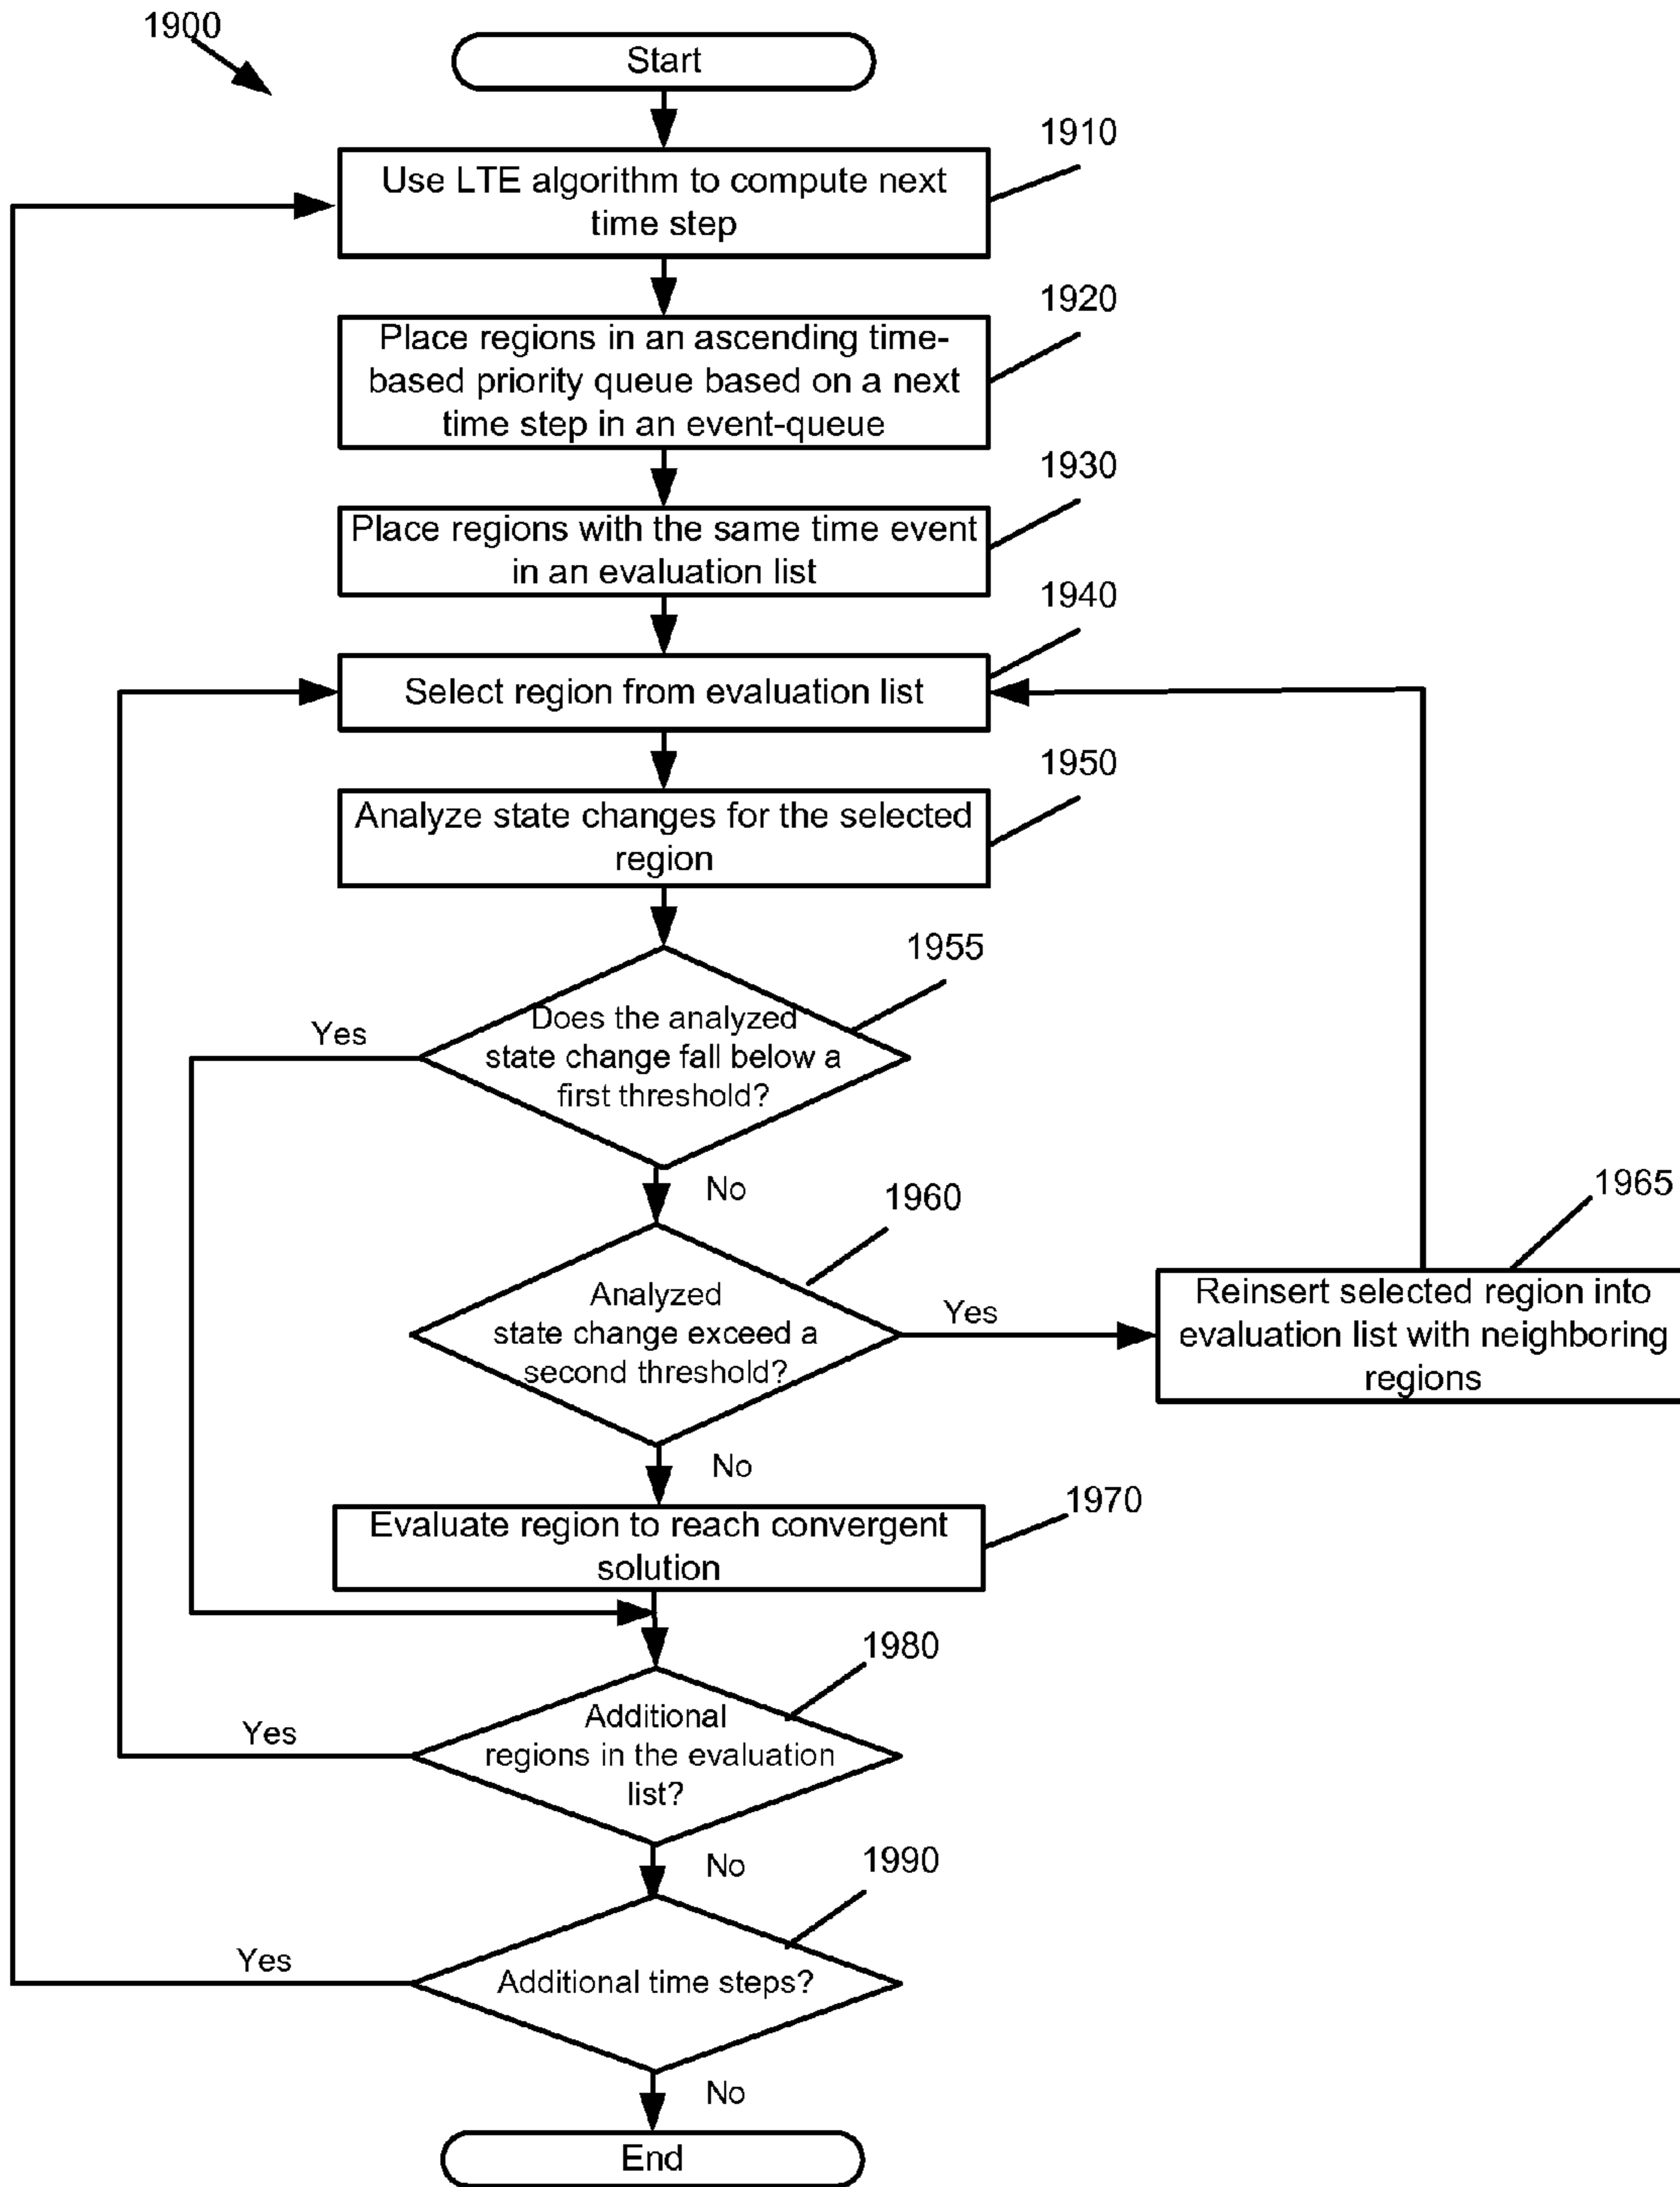 1900
Start
1910
Use LTE algorithm to compute next
time step
1920
Place regions in an ascending time-
based priority queue based on a next
time step in an event-queue
1930
Place regions with the same time event
in an evaluation list
1940
Select region from evaluation list
1950
Analyze state changes for the selected
region
1955
Does the analyzed
state change fall below a
first threshold?
Yes
No
1960
Analyzed
state change exceed a
second threshold?
Yes
1965
Reinsert selected region into
evaluation list with neighboring
regions
No
1970
Evaluate region to reach convergent
solution
1980
Additional
regions in the evaluation
list?
Yes
No
1990
Additional time steps?
Yes
No
End